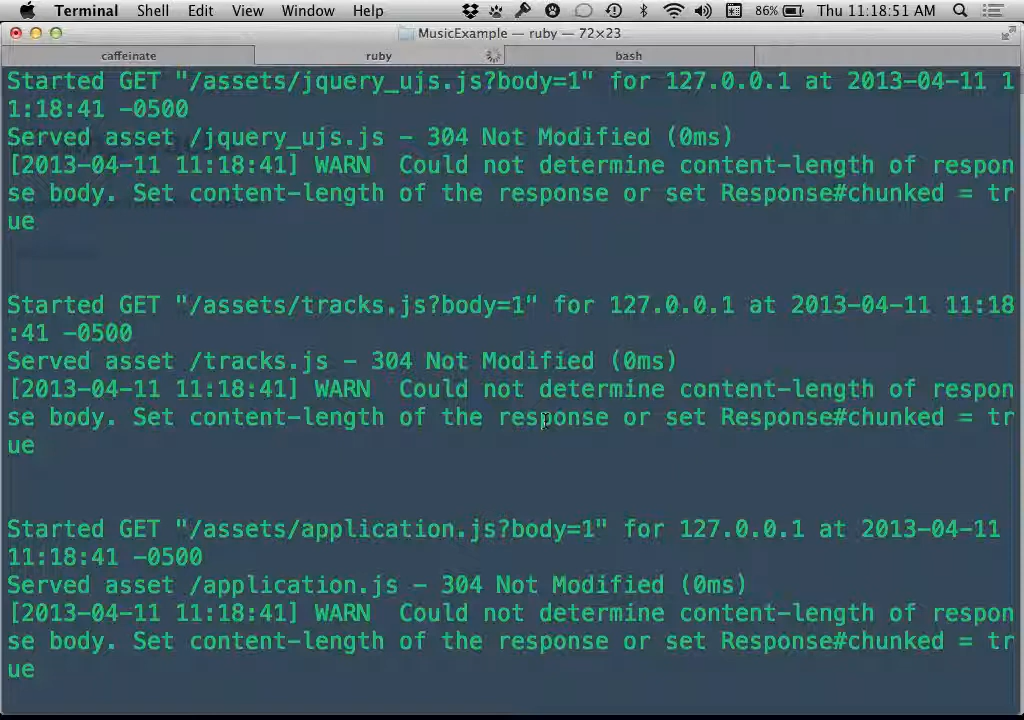 Terminal Shell Edit View Window Help 86% Thu 11:18:51 AM
MusicExample — ruby — 72×23
caffeinate ruby bash
Started GET "/assets/jquery_ujs.js?body=1" for 127.0.0.1 at 2013-04-11 1
1:18:41 -0500
Served asset /jquery_ujs.js - 304 Not Modified (0ms)
[2013-04-11 11:18:41] WARN  Could not determine content-length of respon
se body. Set content-length of the response or set Response#chunked = tr
ue
Started GET "/assets/tracks.js?body=1" for 127.0.0.1 at 2013-04-11 11:18
:41 -0500
Served asset /tracks.js - 304 Not Modified (0ms)
[2013-04-11 11:18:41] WARN  Could not determine content-length of respon
se body. Set content-length of the response or set Response#chunked = tr
ue
Started GET "/assets/application.js?body=1" for 127.0.0.1 at 2013-04-11
11:18:41 -0500
Served asset /application.js - 304 Not Modified (0ms)
[2013-04-11 11:18:41] WARN  Could not determine content-length of respon
se body. Set content-length of the response or set Response#chunked = tr
ue